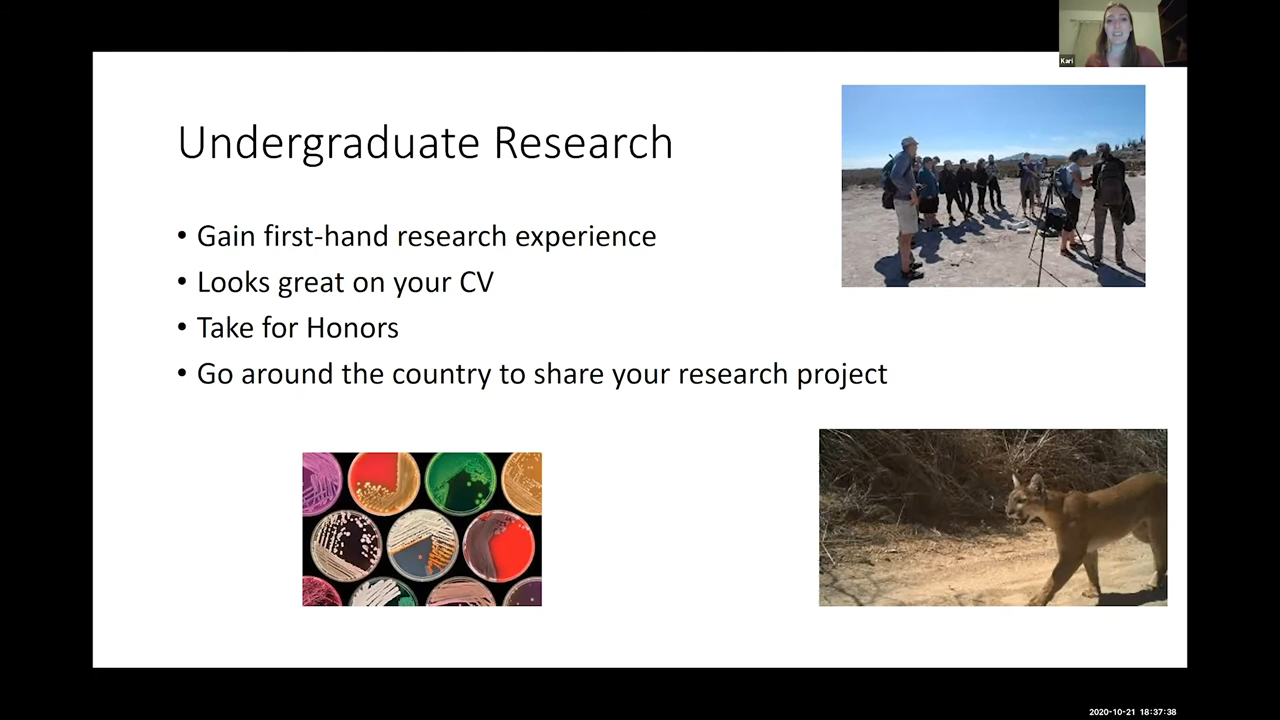 Kari
Undergraduate Research
• Gain first-hand research experience
• Looks great on your CV
• Take for Honors
• Go around the country to share your research project
2020-10-21 18:37:38